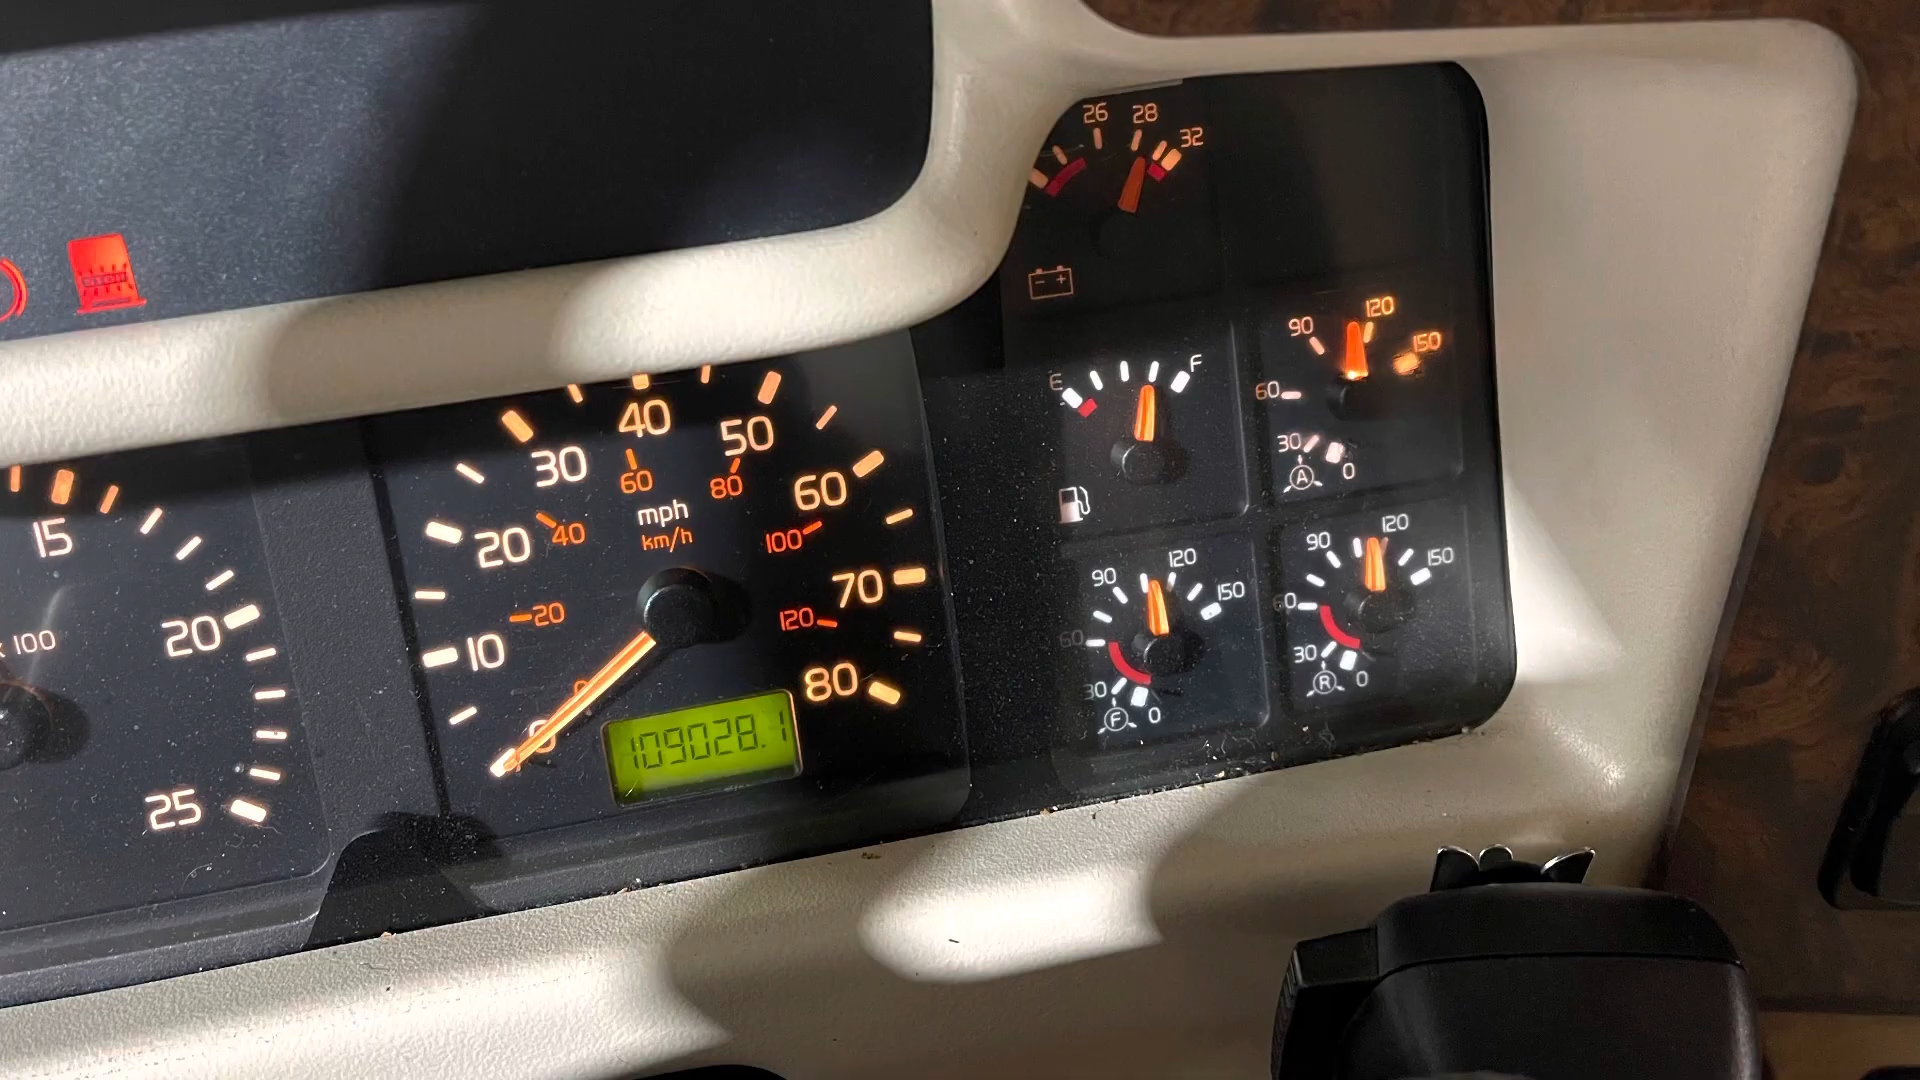 26 28 32
- +
E F
90 120 150
60
30 A 0
40
30 50
60 80
20 60
mph
40 100
km/h
15
20 70
20 120
x 100
10
80
0
109028.1
25
90 120 150
60
30
F 0
90 120 150
60
30
R 0